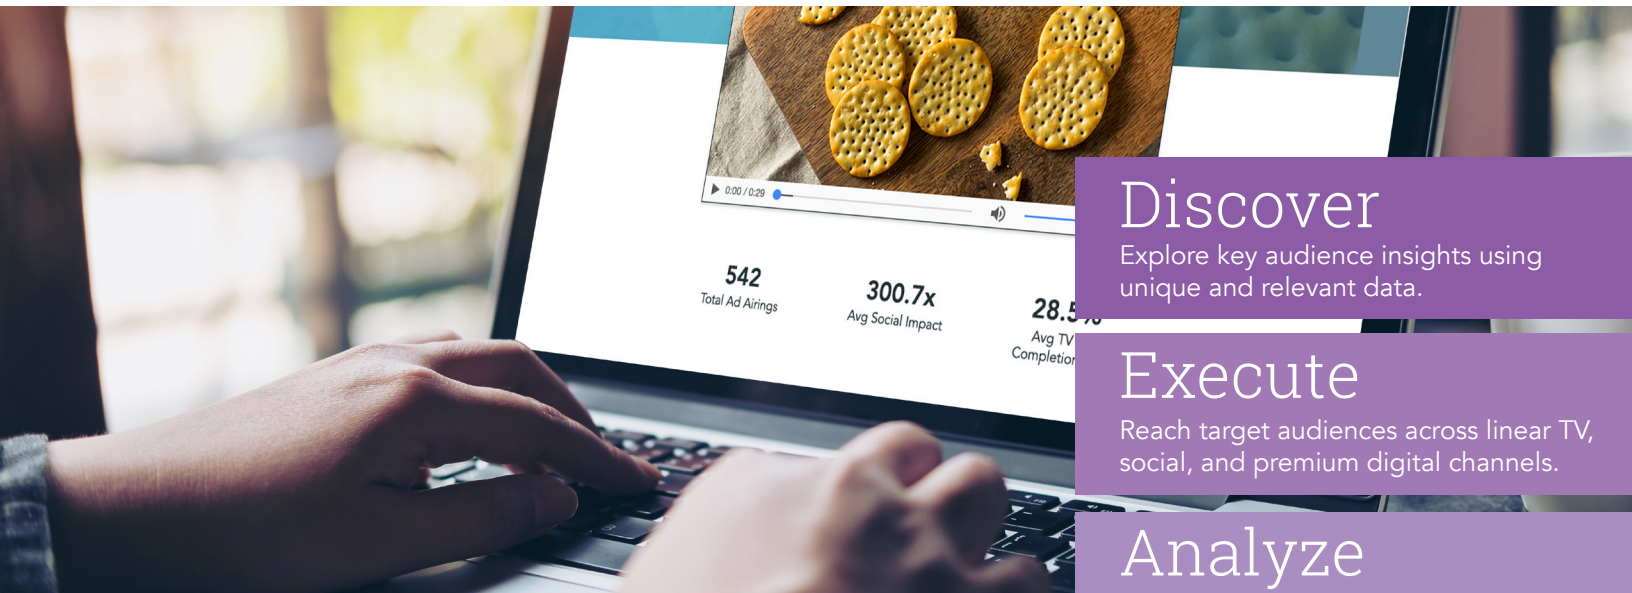 0:00 / 0:29
542
Total Ad Airings
300.7x
Avg Social Impact
28.5%
Avg TV
Discover
Explore key audience insights using
unique and relevant data.
Execute
Reach target audiences across linear TV,
social, and premium digital channels.
Analyze